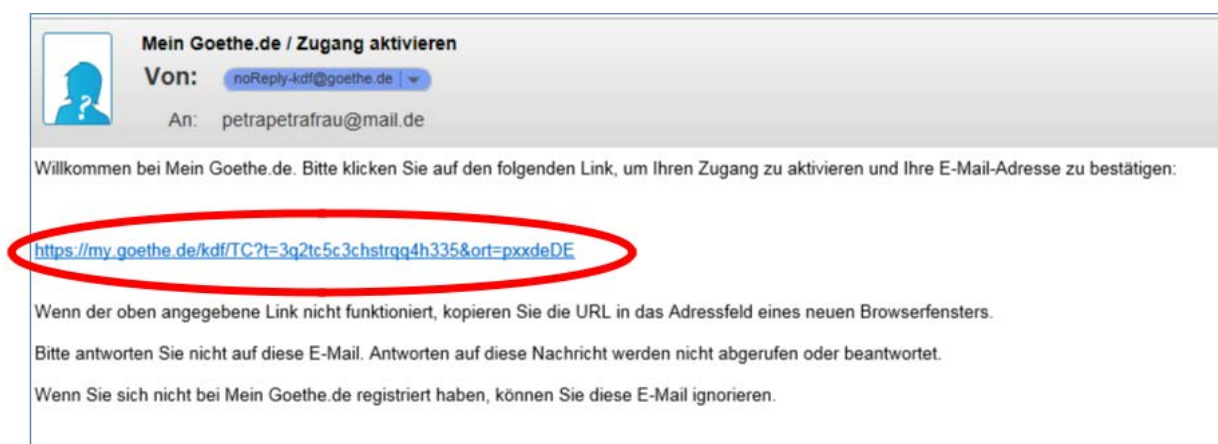 Mein Goethe.de / Zugang aktivieren
Von: noReply-kdf@goethe.de
An: petrapetrafrau@mail.de
Willkommen bei Mein Goethe.de. Bitte klicken Sie auf den folgenden Link, um Ihren Zugang zu aktivieren und Ihre E-Mail-Adresse zu bestätigen:
https://my.goethe.de/kdf/TC?t=3q2tc5c3chstrqq4h335&ort=pxxdeDE
Wenn der oben angegebene Link nicht funktioniert, kopieren Sie die URL in das Adressfeld eines neuen Browserfensters.
Bitte antworten Sie nicht auf diese E-Mail. Antworten auf diese Nachricht werden nicht abgerufen oder beantwortet.
Wenn Sie sich nicht bei Mein Goethe.de registriert haben, können Sie diese E-Mail ignorieren.